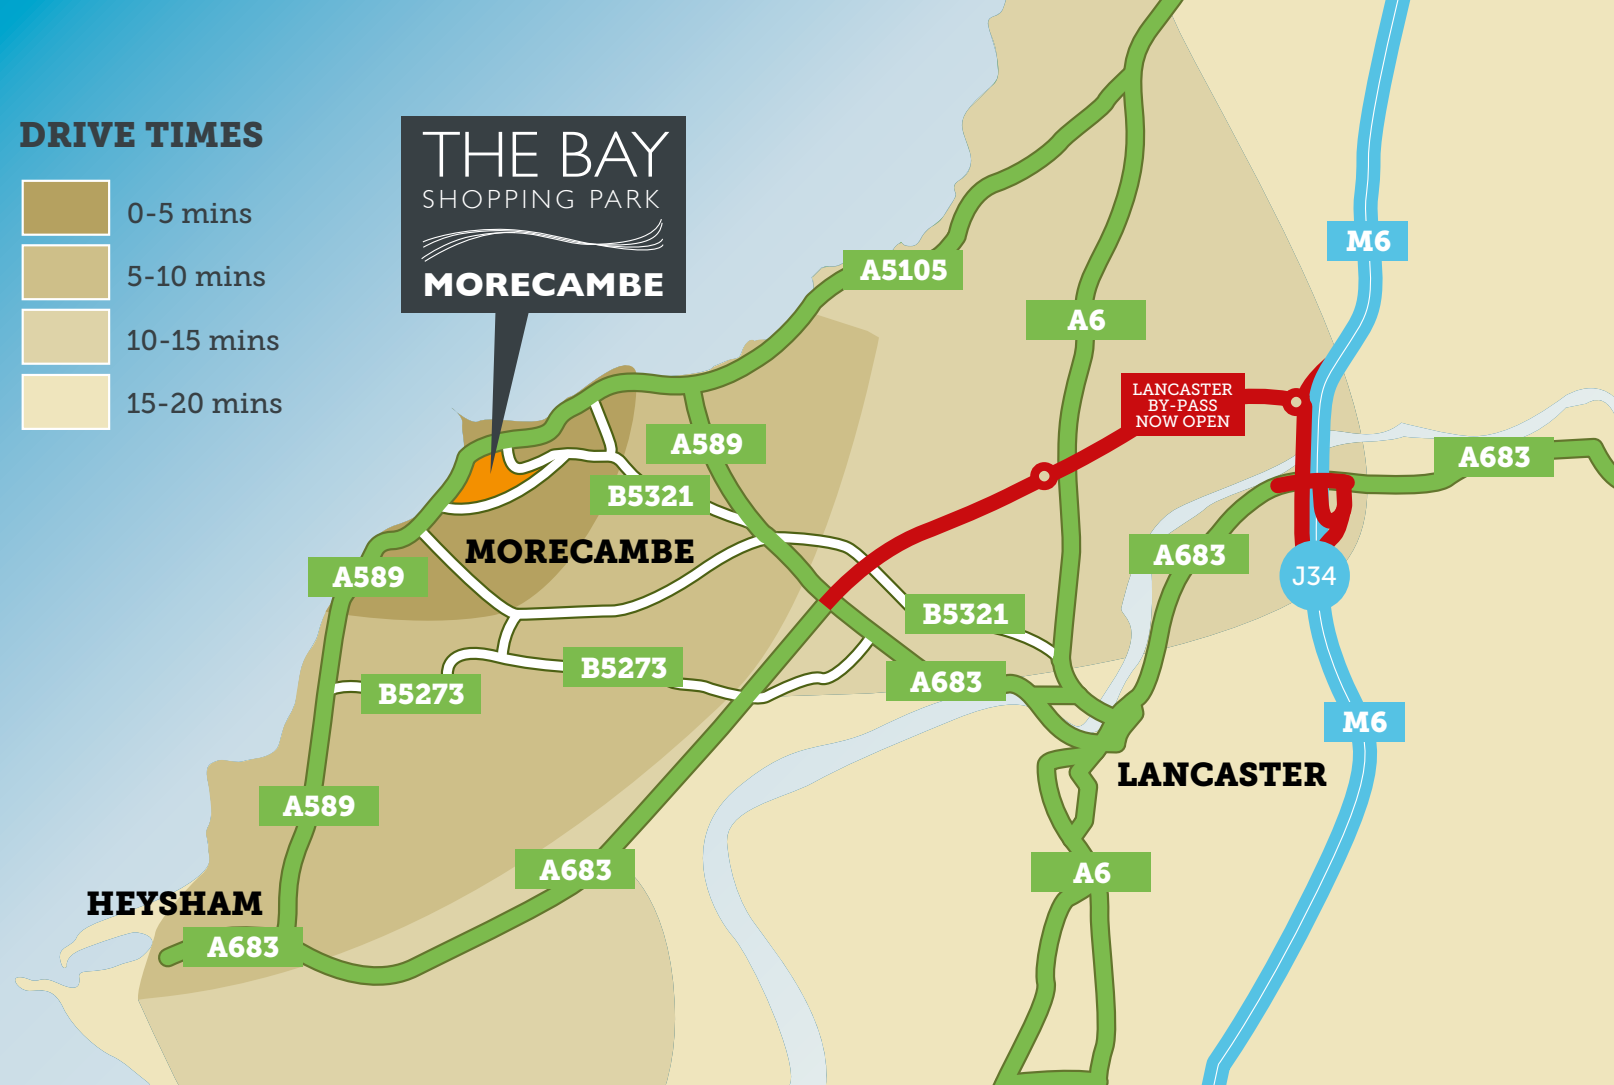 DRIVE TIMES
0-5 mins
5-10 mins
10-15 mins
15-20 mins
THE BAY
SHOPPING PARK
MORECAMBE
A5105
M6
A6
LANCASTER
BY-PASS
NOW OPEN
A589
A683
B5321
MORECAMBE
A683
A589
J34
B5321
B5273
A683
B5273
M6
LANCASTER
A589
A683
A6
HEYSHAM
A683